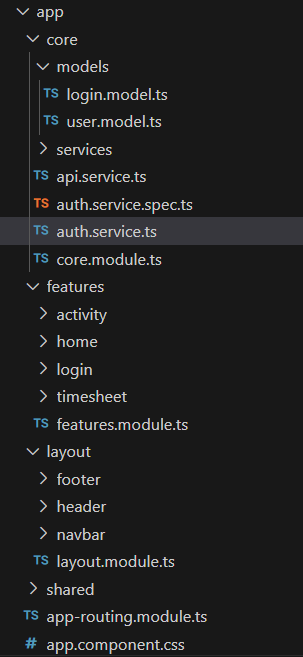 app
core
models
TS login.model.ts
TS user.model.ts
services
TS api.service.ts
TS auth.service.spec.ts
TS auth.service.ts
TS core.module.ts
features
activity
home
login
timesheet
TS features.module.ts
layout
footer
header
navbar
TS layout.module.ts
shared
TS app-routing.module.ts
# app.component.css